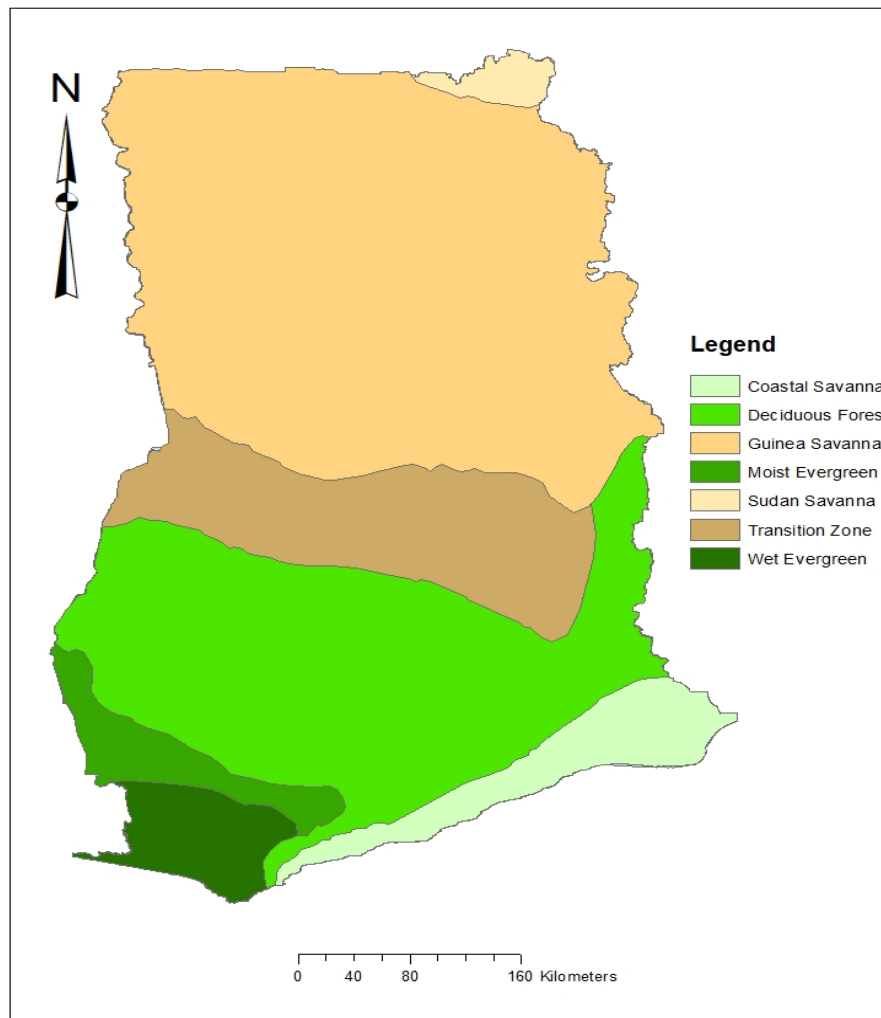 N
Legend
Coastal Savanna
Deciduous Fores
Guinea Savanna
Moist Evergreen
Sudan Savanna
Transition Zone
Wet Evergreen
0 40 80 160 Kilometers